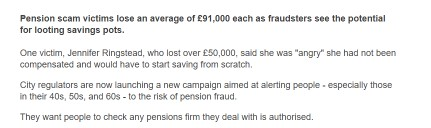 Pension scam victims lose an average of £91,000 each as fraudsters see the potential
for looting savings pots.
One victim, Jennifer Ringstead, who lost over £50,000, said she was "angry" she had not been
compensated and would have to start saving from scratch.
City regulators are now launching a new campaign aimed at alerting people - especially those
in their 40s, 50s, and 60s - to the risk of pension fraud.
They want people to check any pensions firm they deal with is authorised.